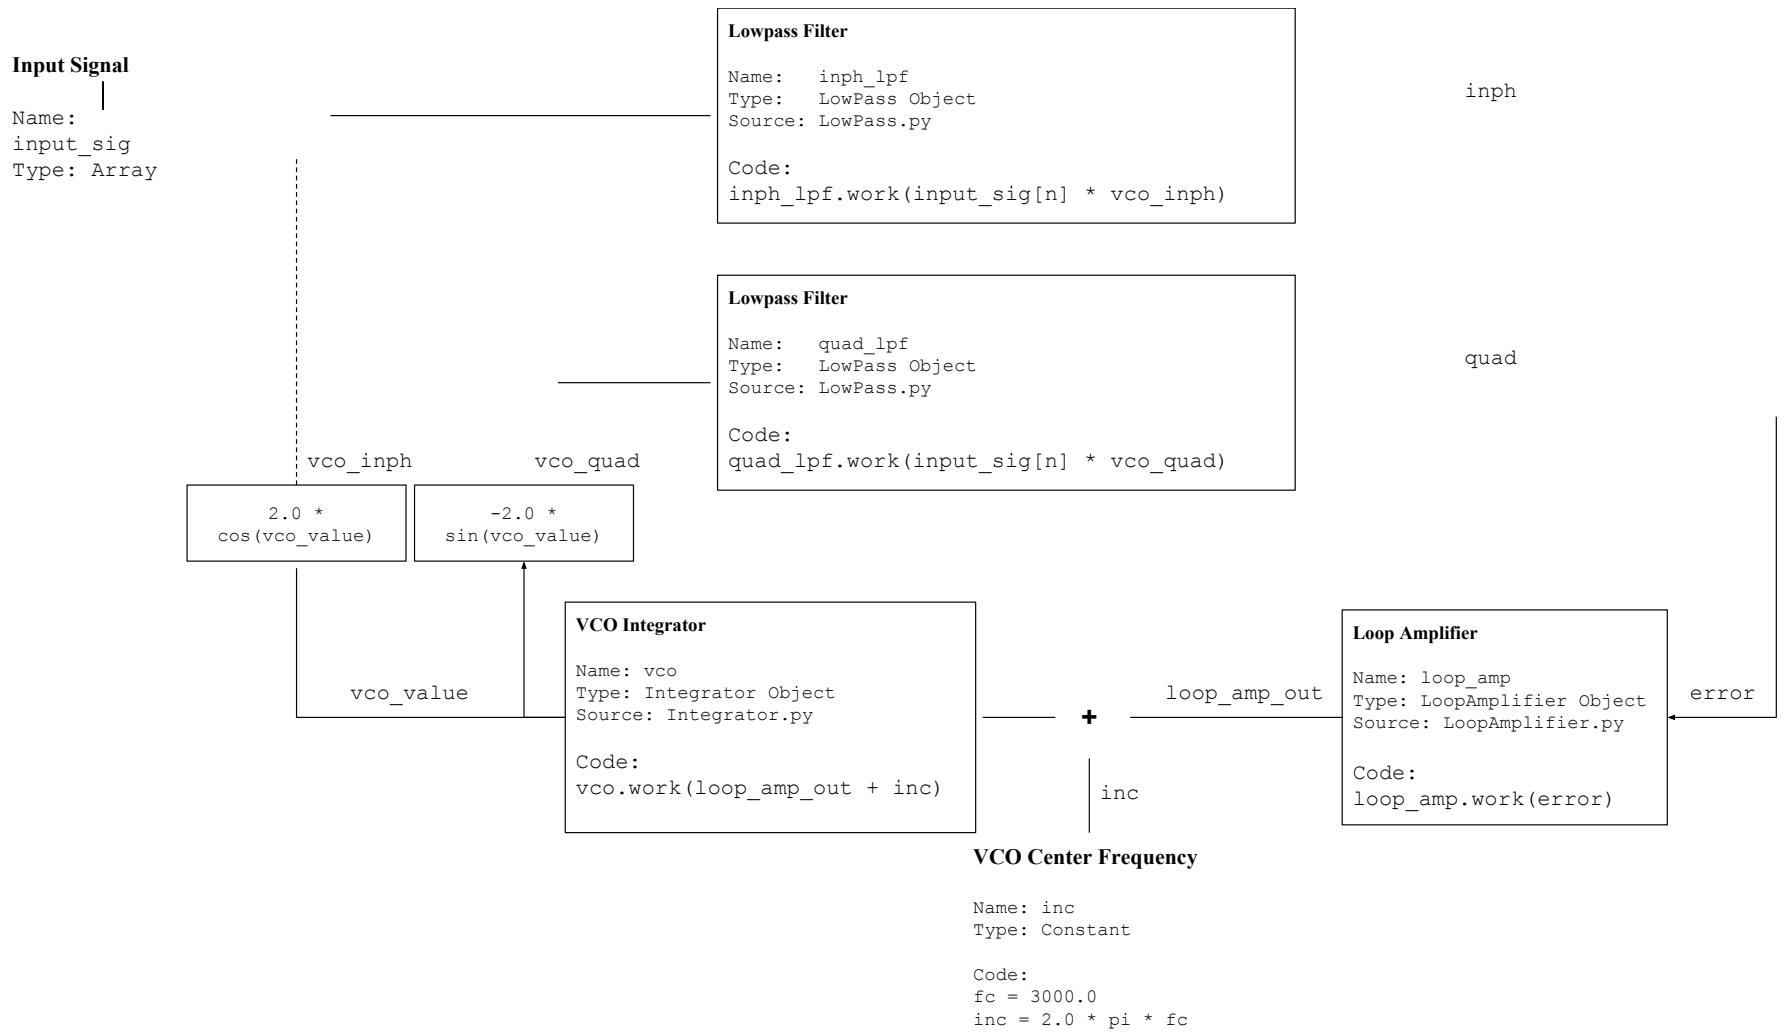 Lowpass Filter
Name:   inph_lpf
Type:   LowPass Object
Source: LowPass.py
Code:
inph_lpf.work(input_sig[n] * vco_inph)
Input Signal
Name:
input_sig
Type: Array
inph
Lowpass Filter
Name:   quad_lpf
Type:   LowPass Object
Source: LowPass.py
Code:
quad_lpf.work(input_sig[n] * vco_quad)
quad
vco_inph
vco_quad
2.0 *
cos(vco_value)
-2.0 *
sin(vco_value)
vco_value
VCO Integrator
Name: vco
Type: Integrator Object
Source: Integrator.py
Code:
vco.work(loop_amp_out + inc)
+
loop_amp_out
Loop Amplifier
Name: loop_amp
Type: LoopAmplifier Object
Source: LoopAmplifier.py
Code:
loop_amp.work(error)
error
inc
VCO Center Frequency
Name: inc
Type: Constant
Code:
fc = 3000.0
inc = 2.0 * pi * fc